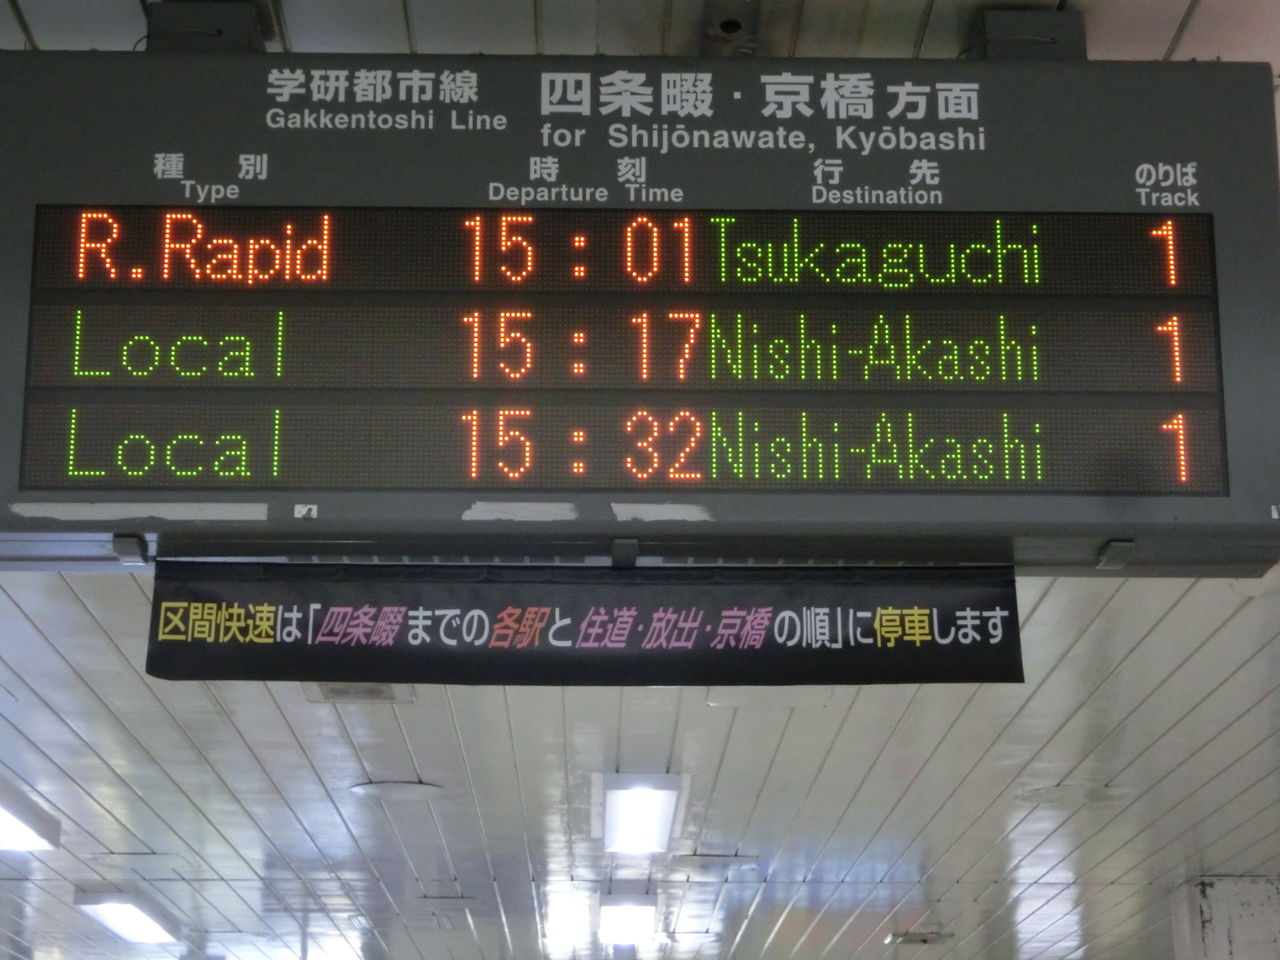 学研都市線 四条畷・京橋方面
Gakkentoshi Line for Shijōnawate, Kyōbashi
種別 時刻 行先 のりば
Type Departure Time Destination Track
R.Rapid 15:01 Tsukaguchi 1
Local 15:17 Nishi-Akashi 1
Local 15:32 Nishi-Akashi 1
区間快速は「四条畷までの各駅と住道・放出・京橋の順」に停車します